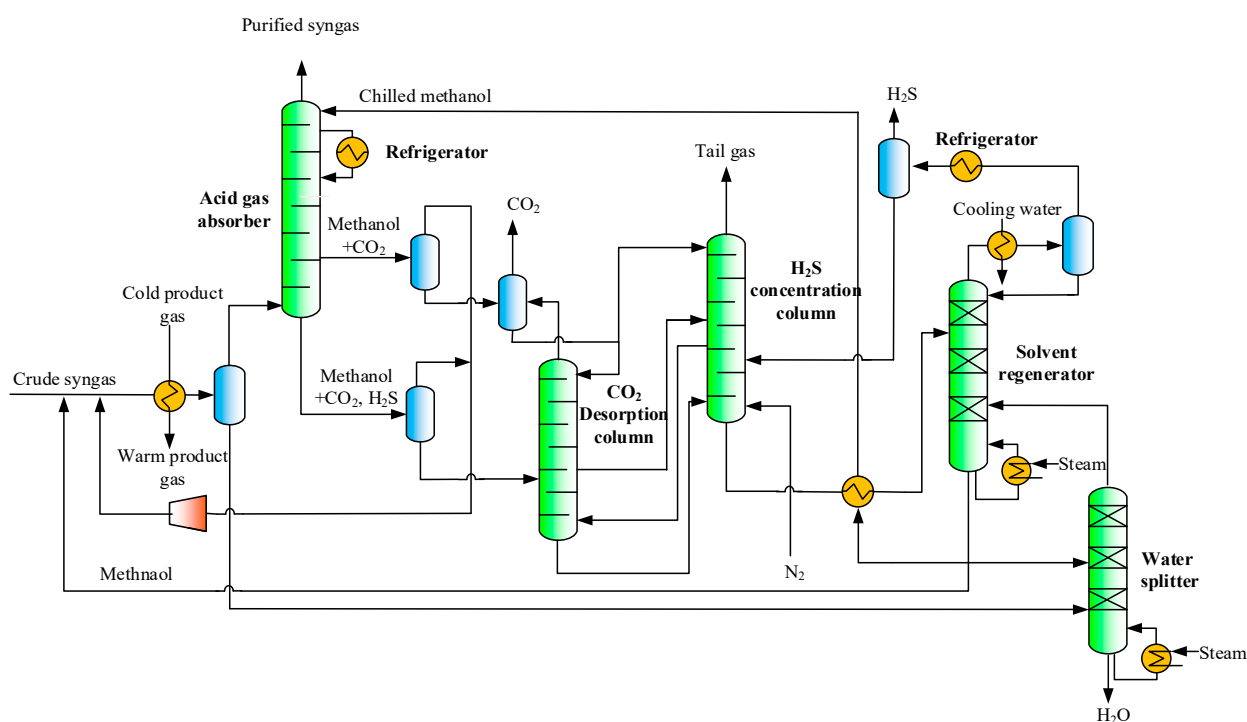 Purified syngas
Chilled methanol
H₂S
Refrigerator
Refrigerator
Tail gas
Acid gas
absorber
CO₂
Methanol
+CO₂
Cooling water
H₂S
concentration
column
Cold product
gas
Solvent
regenerator
Crude syngas
Methanol
+CO₂, H₂S
CO₂
Desorption
column
Warm product
gas
Steam
Methnaol
N₂
Water
splitter
Steam
H₂O